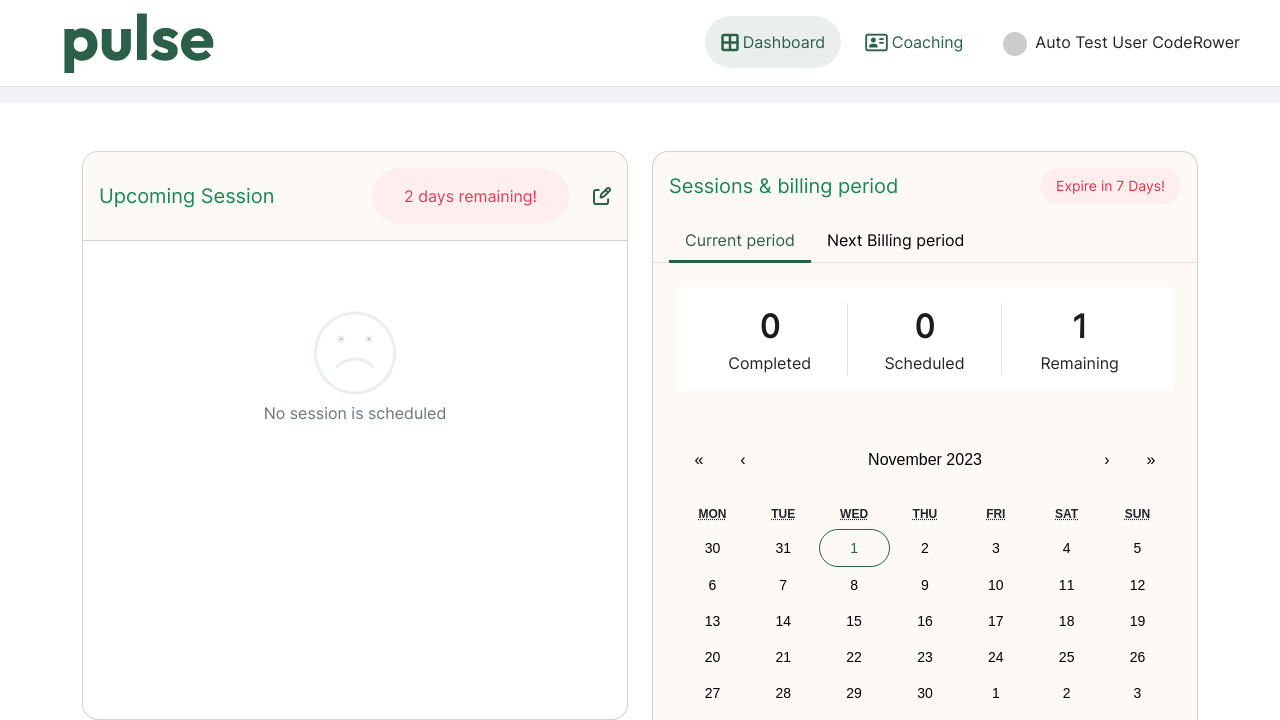 pulse
Dashboard
Coaching
Auto Test User CodeRower
Upcoming Session
2 days remaining!
No session is scheduled
Sessions & billing period
Expire in 7 Days!
Current period
Next Billing period
0
Completed
0
Scheduled
1
Remaining
« ‹ November 2023 › »
MON TUE WED THU FRI SAT SUN
30 31 1 2 3 4 5
6 7 8 9 10 11 12
13 14 15 16 17 18 19
20 21 22 23 24 25 26
27 28 29 30 1 2 3